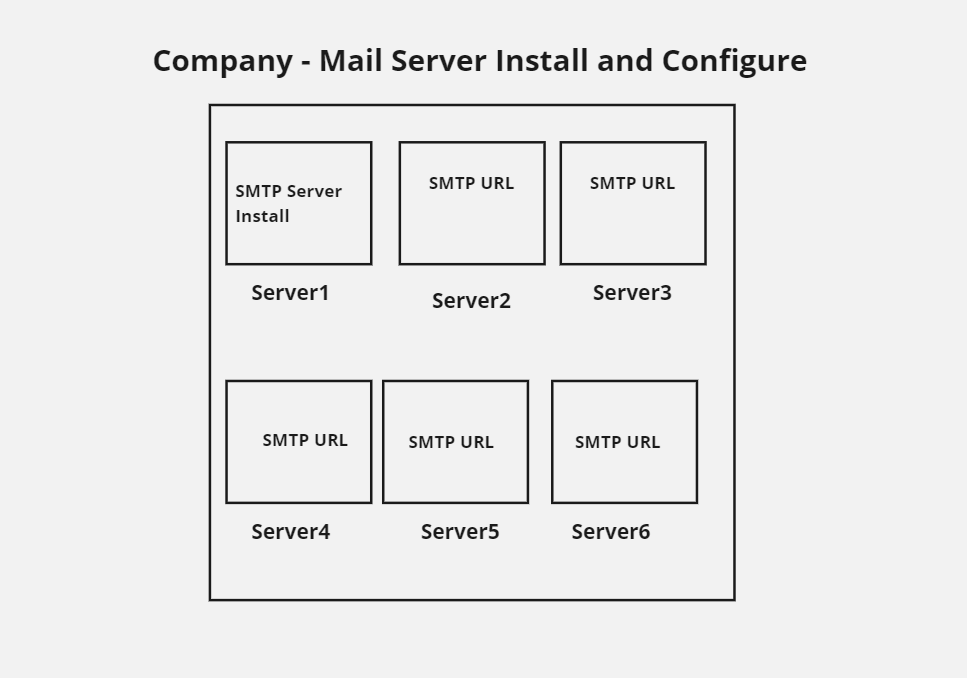 Company - Mail Server Install and Configure
SMTP Server
Install
SMTP URL
SMTP URL
Server1
Server2
Server3
SMTP URL
SMTP URL
SMTP URL
Server4
Server5
Server6